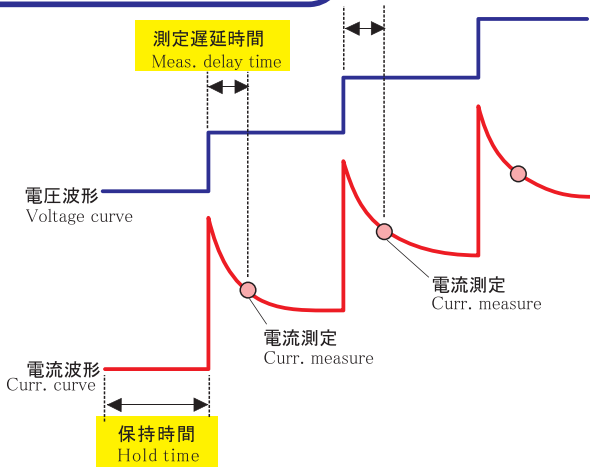 測定遅延時間
Meas. delay time
電圧波形
Voltage curve
電流測定
Curr. measure
電流測定
Curr. measure
電流波形
Curr. curve
保持時間
Hold time